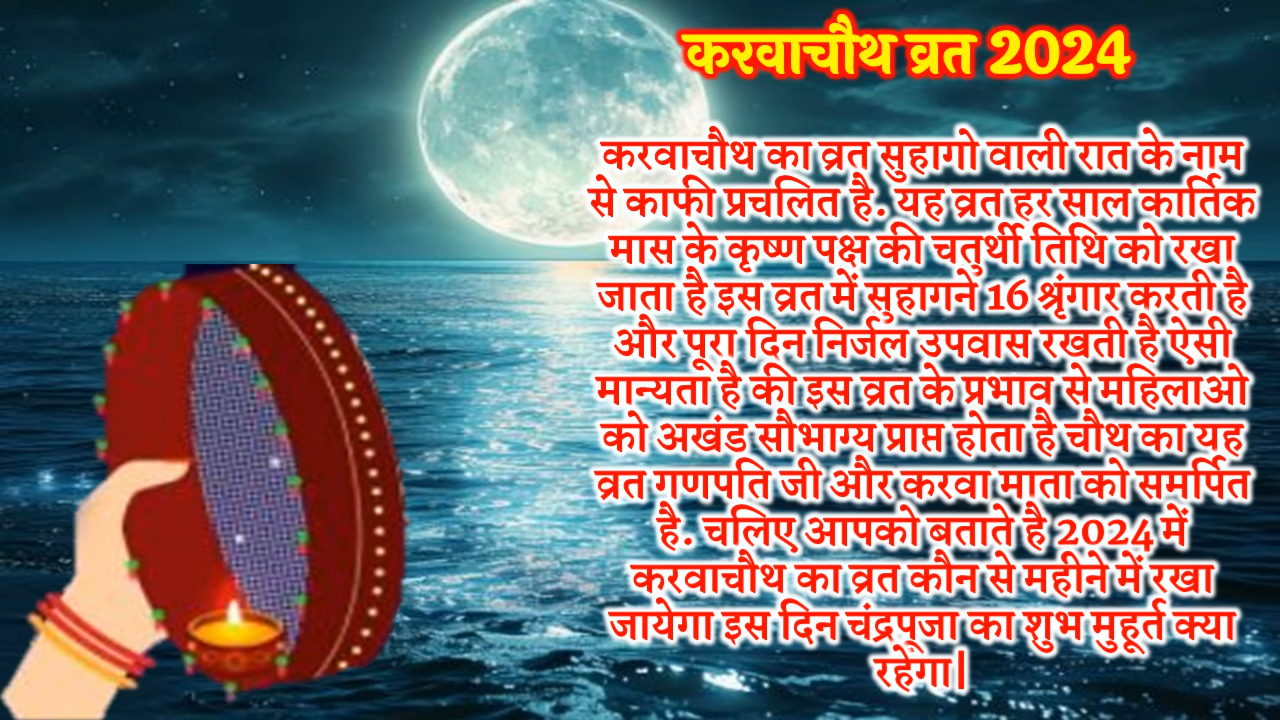 करवाचौथ व्रत 2024
करवाचौथ का व्रत सुहागो वाली रात के नाम
से काफी प्रचलित है. यह व्रत हर साल कार्तिक
मास के कृष्ण पक्ष की चतुर्थी तिथि को रखा
जाता है इस व्रत में सुहागने 16 श्रृंगार करती है
और पूरा दिन निर्जल उपवास रखती है ऐसी
मान्यता है की इस व्रत के प्रभाव से महिलाओ
को अखंड सौभाग्य प्राप्त होता है चौथ का यह
व्रत गणपति जी और करवा माता को समर्पित
है. चलिए आपको बताते है 2024 में
करवाचौथ का व्रत कौन से महीने में रखा
जायेगा इस दिन चंद्रपूजा का शुभ मुहूर्त क्या
रहेगा|